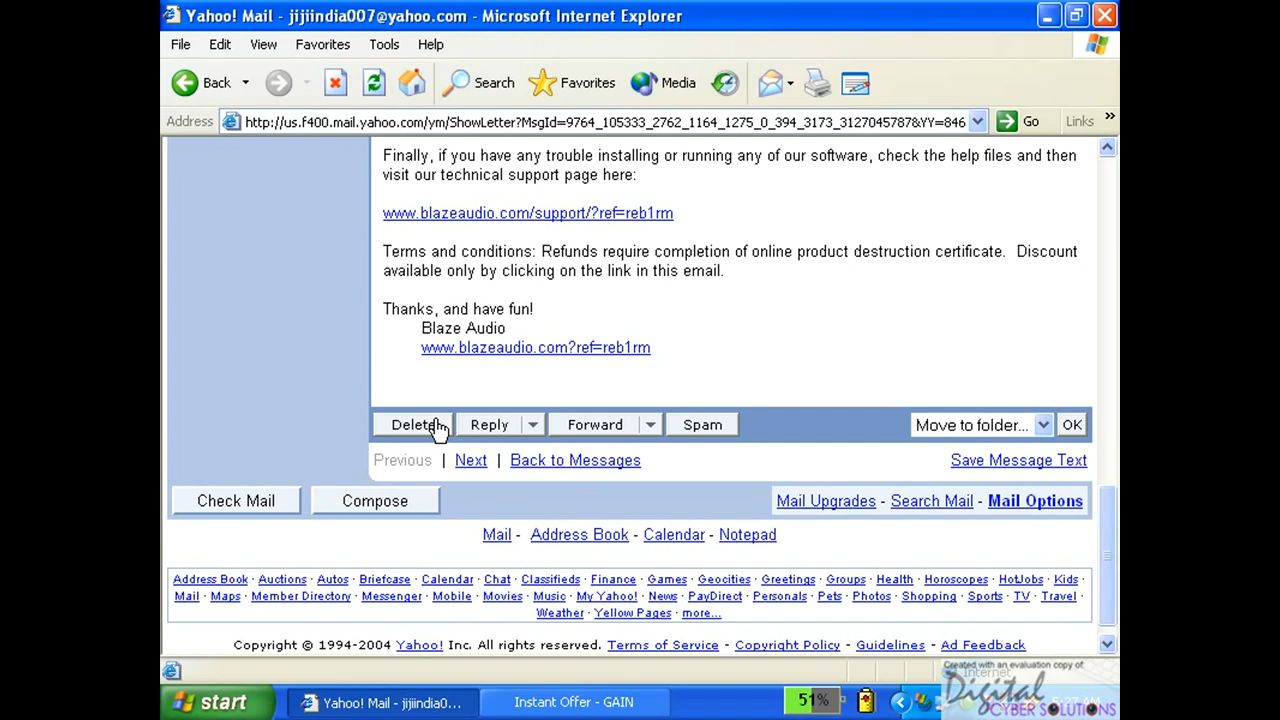 Yahoo! Mail - jijiindia007@yahoo.com - Microsoft Internet Explorer
File Edit View Favorites Tools Help
Back Search Favorites Media
Address http://us.f400.mail.yahoo.com/ym/ShowLetter?MsgId=9764_105333_2762_1164_1275_0_394_3173_3127045787&YY=846 Go Links »
Finally, if you have any trouble installing or running any of our software, check the help files and then
visit our technical support page here:
www.blazeaudio.com/support/?ref=reb1rm
Terms and conditions: Refunds require completion of online product destruction certificate. Discount
available only by clicking on the link in this email.
Thanks, and have fun!
Blaze Audio
www.blazeaudio.com?ref=reb1rm
Delete Reply Forward Spam Move to folder... OK
Previous | Next | Back to Messages Save Message Text
Check Mail Compose Mail Upgrades - Search Mail - Mail Options
Mail - Address Book - Calendar - Notepad
Address Book · Auctions · Autos · Briefcase · Calendar · Chat · Classifieds · Finance · Games · Geocities · Greetings · Groups · Health · Horoscopes · HotJobs · Kids ·
Mail · Maps · Member Directory · Messenger · Mobile · Movies · Music · My Yahoo! · News · PayDirect · Personals · Pets · Photos · Shopping · Sports · TV · Travel ·
Weather · Yellow Pages · more...
Copyright © 1994-2004 Yahoo! Inc. All rights reserved. Terms of Service - Copyright Policy - Guidelines - Ad Feedback
Created with an evaluation copy of
Internet
Digital
CYBER SOLUTIONS
start Yahoo! Mail - jijiindia0... Instant Offer - GAIN 51%